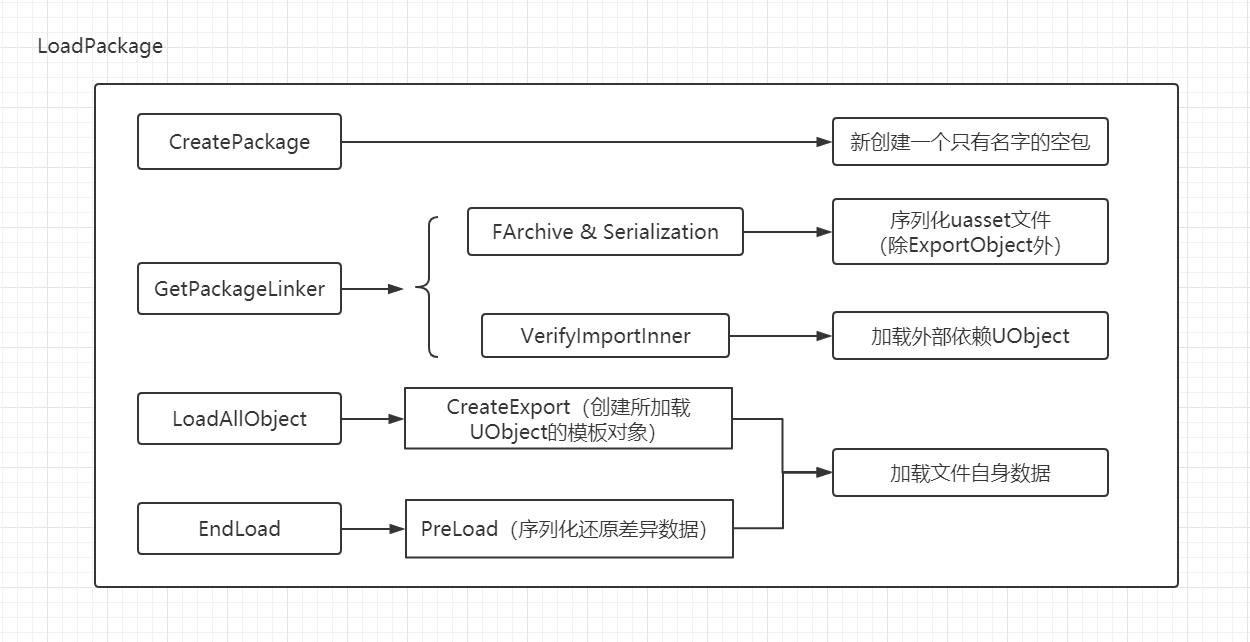 LoadPackage
CreatePackage
新创建一个只有名字的空包
GetPackageLinker
FArchive & Serialization
序列化uasset文件
（除ExportObject外）
VerifyImportInner
加载外部依赖UObject
LoadAllObject
CreateExport（创建所加载
UObject的模板对象）
EndLoad
PreLoad（序列化还原差异数据）
加载文件自身数据